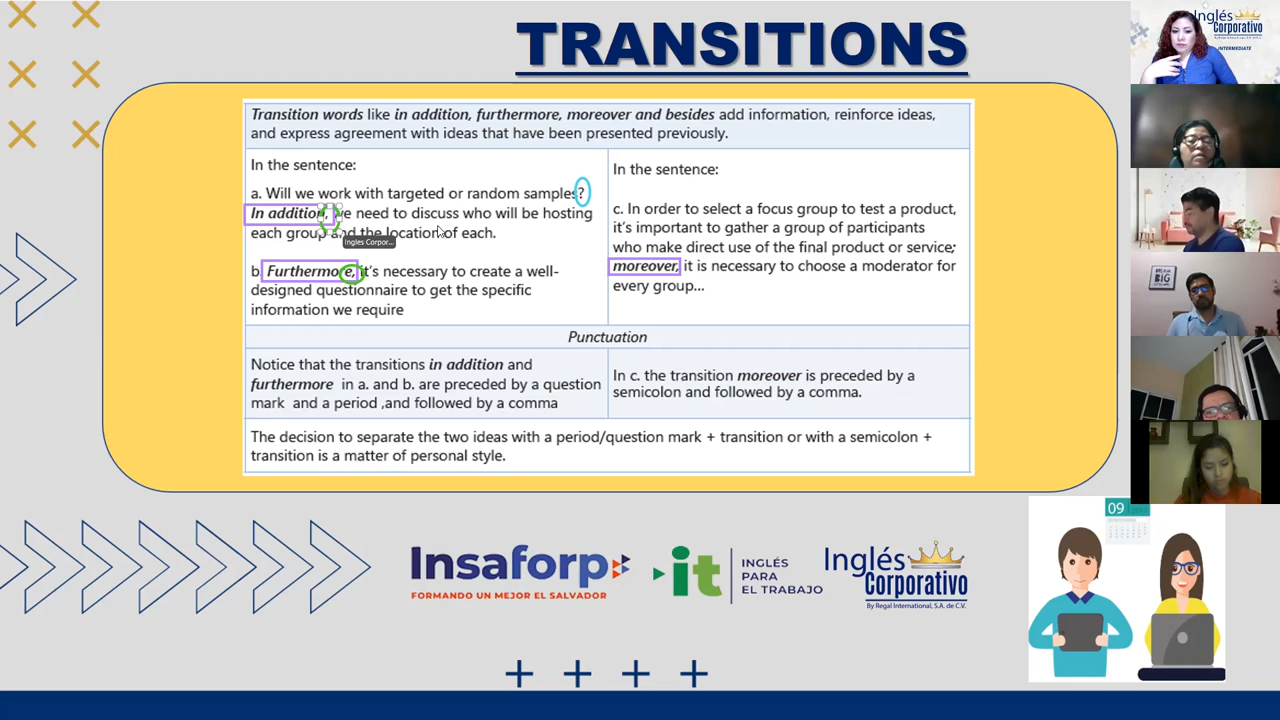 TRANSITIONS
Transition words like in addition, furthermore, moreover and besides add information, reinforce ideas,
and express agreement with ideas that have been presented previously.
In the sentence:
a. Will we work with targeted or random samples?
In addition, we need to discuss who will be hosting
each group and the location of each.
b. Furthermore, it's necessary to create a well-
designed questionnaire to get the specific
information we require
In the sentence:
c. In order to select a focus group to test a product,
it's important to gather a group of participants
who make direct use of the final product or service;
moreover, it is necessary to choose a moderator for
every group...
Ingles Corpor...
Punctuation
Notice that the transitions in addition and
furthermore in a. and b. are preceded by a question
mark and a period ,and followed by a comma
In c. the transition moreover is preceded by a
semicolon and followed by a comma.
The decision to separate the two ideas with a period/question mark + transition or with a semicolon +
transition is a matter of personal style.
Insaforp
FORMANDO UN MEJOR EL SALVADOR
it
INGLÉS
PARA
EL TRABAJO
Inglés
Corporativo
By Regal International, S.A. de C.V.
09
Inglés
Corporativo
INTERMEDIATE
DREAM
BIG